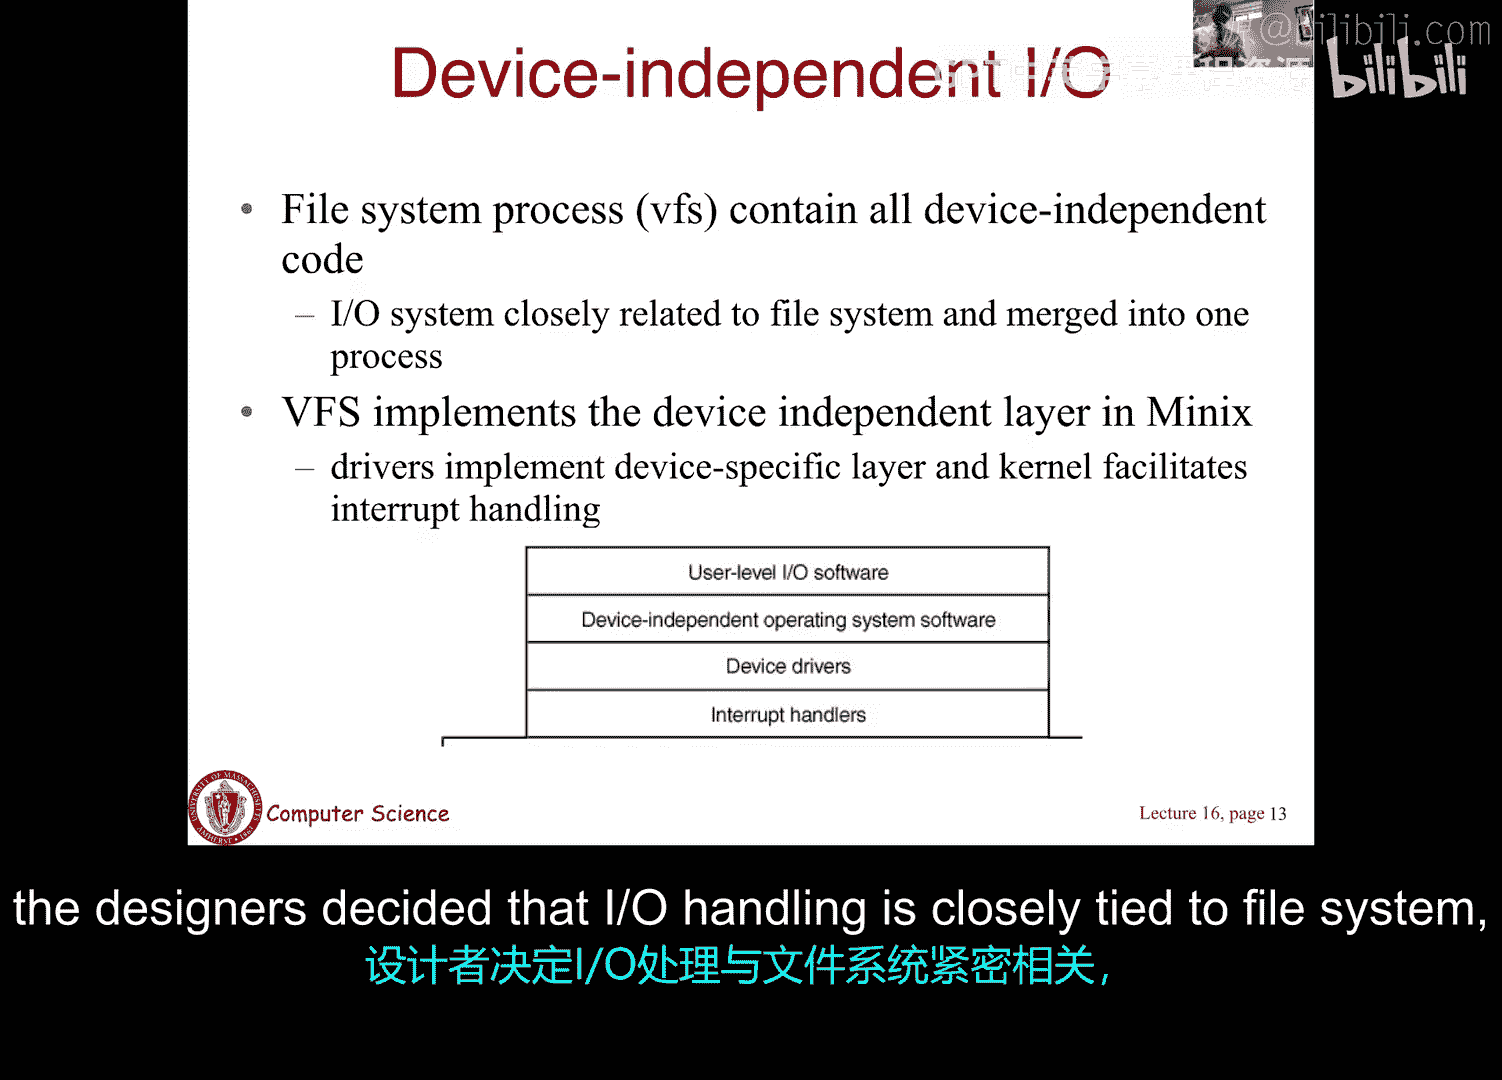 @bilibili.com
bilibili
Device-independent I/O
• File system process (vfs) contain all device-independent
code
– I/O system closely related to file system and merged into one
process
• VFS implements the device independent layer in Minix
– drivers implement device-specific layer and kernel facilitates
interrupt handling
User-level I/O software
Device-independent operating system software
Device drivers
Interrupt handlers
Computer Science
Lecture 16, page 13
the designers decided that I/O handling is closely tied to file system,
设计者决定I/O处理与文件系统紧密相关，